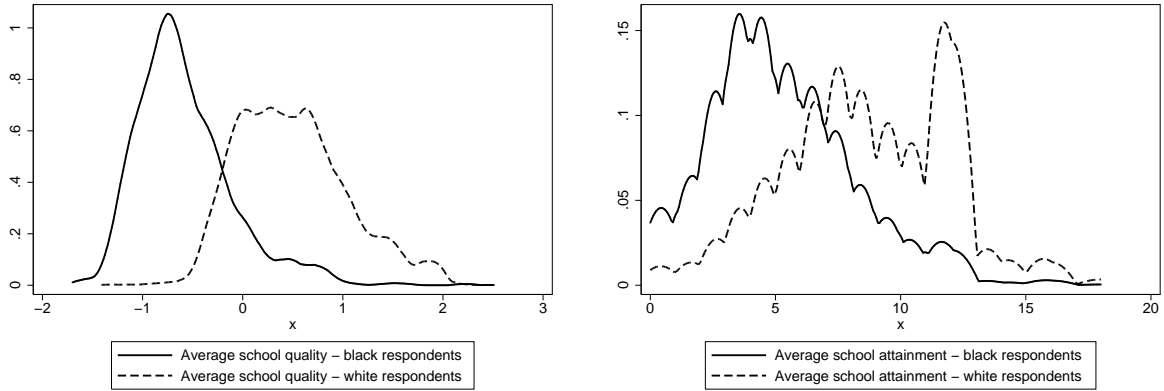 1
.8
.6
.4
.2
0
−2 −1 0 1 2 3
x
Average school quality − black respondents
Average school quality − white respondents
.15
.1
.05
0
0 5 10 15 20
x
Average school attainment − black respondents
Average school attainment − white respondents